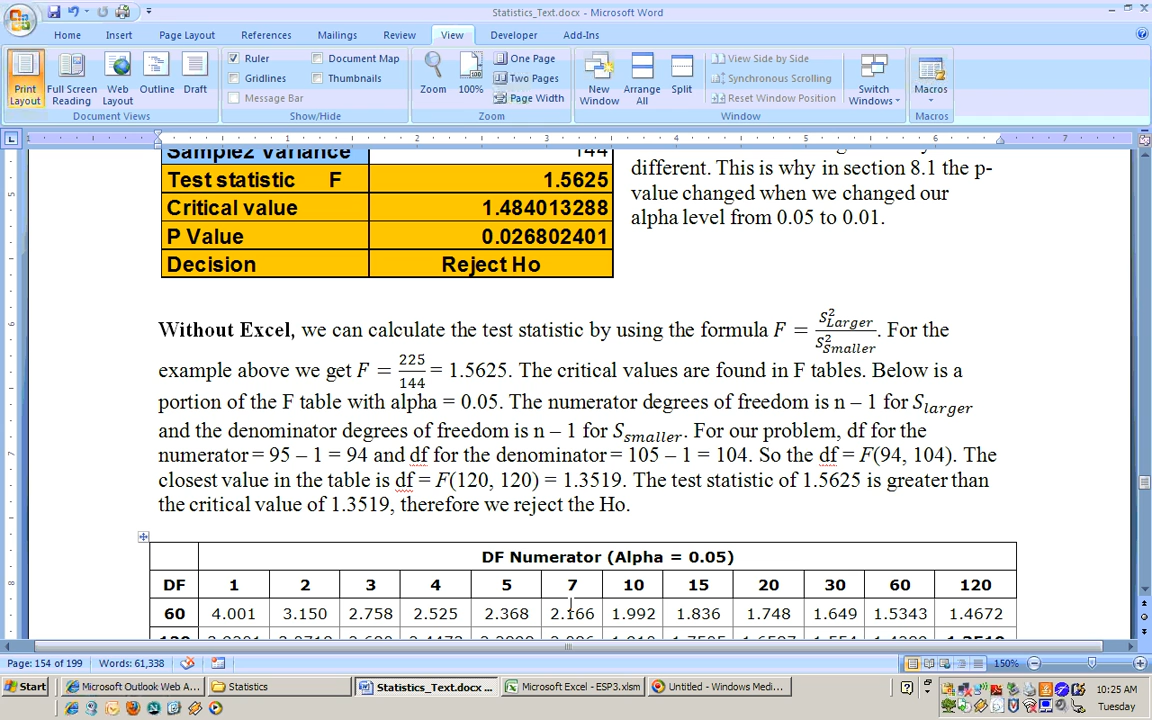 Statistics_Text.docx - Microsoft Word
Home Insert Page Layout References Mailings Review View Developer Add-Ins
Print Layout
Full Screen Reading
Web Layout
Outline
Draft
Document Views
Ruler
Gridlines
Message Bar
Document Map
Thumbnails
Show/Hide
Zoom
100%
One Page
Two Pages
Page Width
Zoom
New Window
Arrange All
Split
View Side by Side
Synchronous Scrolling
Reset Window Position
Window
Switch Windows
Macros
Macros
Sample2 Variance 144
Test statistic F 1.5625
Critical value 1.484013288
P Value 0.026802401
Decision Reject Ho
different. This is why in section 8.1 the p-
value changed when we changed our
alpha level from 0.05 to 0.01.
Without Excel, we can calculate the test statistic by using the formula F = S²Larger / S²Smaller. For the
example above we get F = 225/144 = 1.5625. The critical values are found in F tables. Below is a
portion of the F table with alpha = 0.05. The numerator degrees of freedom is n – 1 for Slarger
and the denominator degrees of freedom is n – 1 for Ssmaller. For our problem, df for the
numerator = 95 – 1 = 94 and df for the denominator = 105 – 1 = 104. So the df = F(94, 104). The
closest value in the table is df = F(120, 120) = 1.3519. The test statistic of 1.5625 is greater than
the critical value of 1.3519, therefore we reject the Ho.
DF Numerator (Alpha = 0.05)
DF 1 2 3 4 5 7 10 15 20 30 60 120
60 4.001 3.150 2.758 2.525 2.368 2.166 1.992 1.836 1.748 1.649 1.5343 1.4672
Page: 154 of 199 Words: 61,338 150%
Start Microsoft Outlook Web A... Statistics Statistics_Text.docx ... Microsoft Excel - ESP3.xlsm Untitled - Windows Medi...
10:25 AM
Tuesday